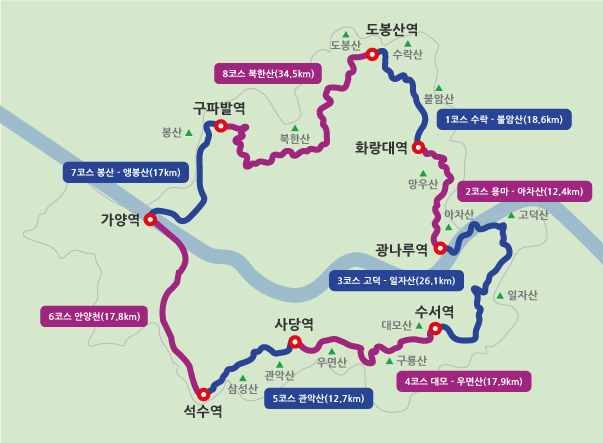 도봉산역
도봉산
수락산
8코스 북한산(34,5km)
불암산
구파발역
1코스 수락 - 불암산(18,6km)
봉산
북한산
화랑대역
7코스 봉산 - 앵봉산(17km)
망우산
2코스 용마 - 아차산(12,4km)
가양역
아차산
고덕산
광나루역
3코스 고덕 - 일자산(26,1km)
일자산
6코스 안양천(17,8km)
사당역
대모산
수서역
우면산
구룡산
관악산
삼성산
4코스 대모 - 우면산(17,9km)
5코스 관악산(12,7km)
석수역